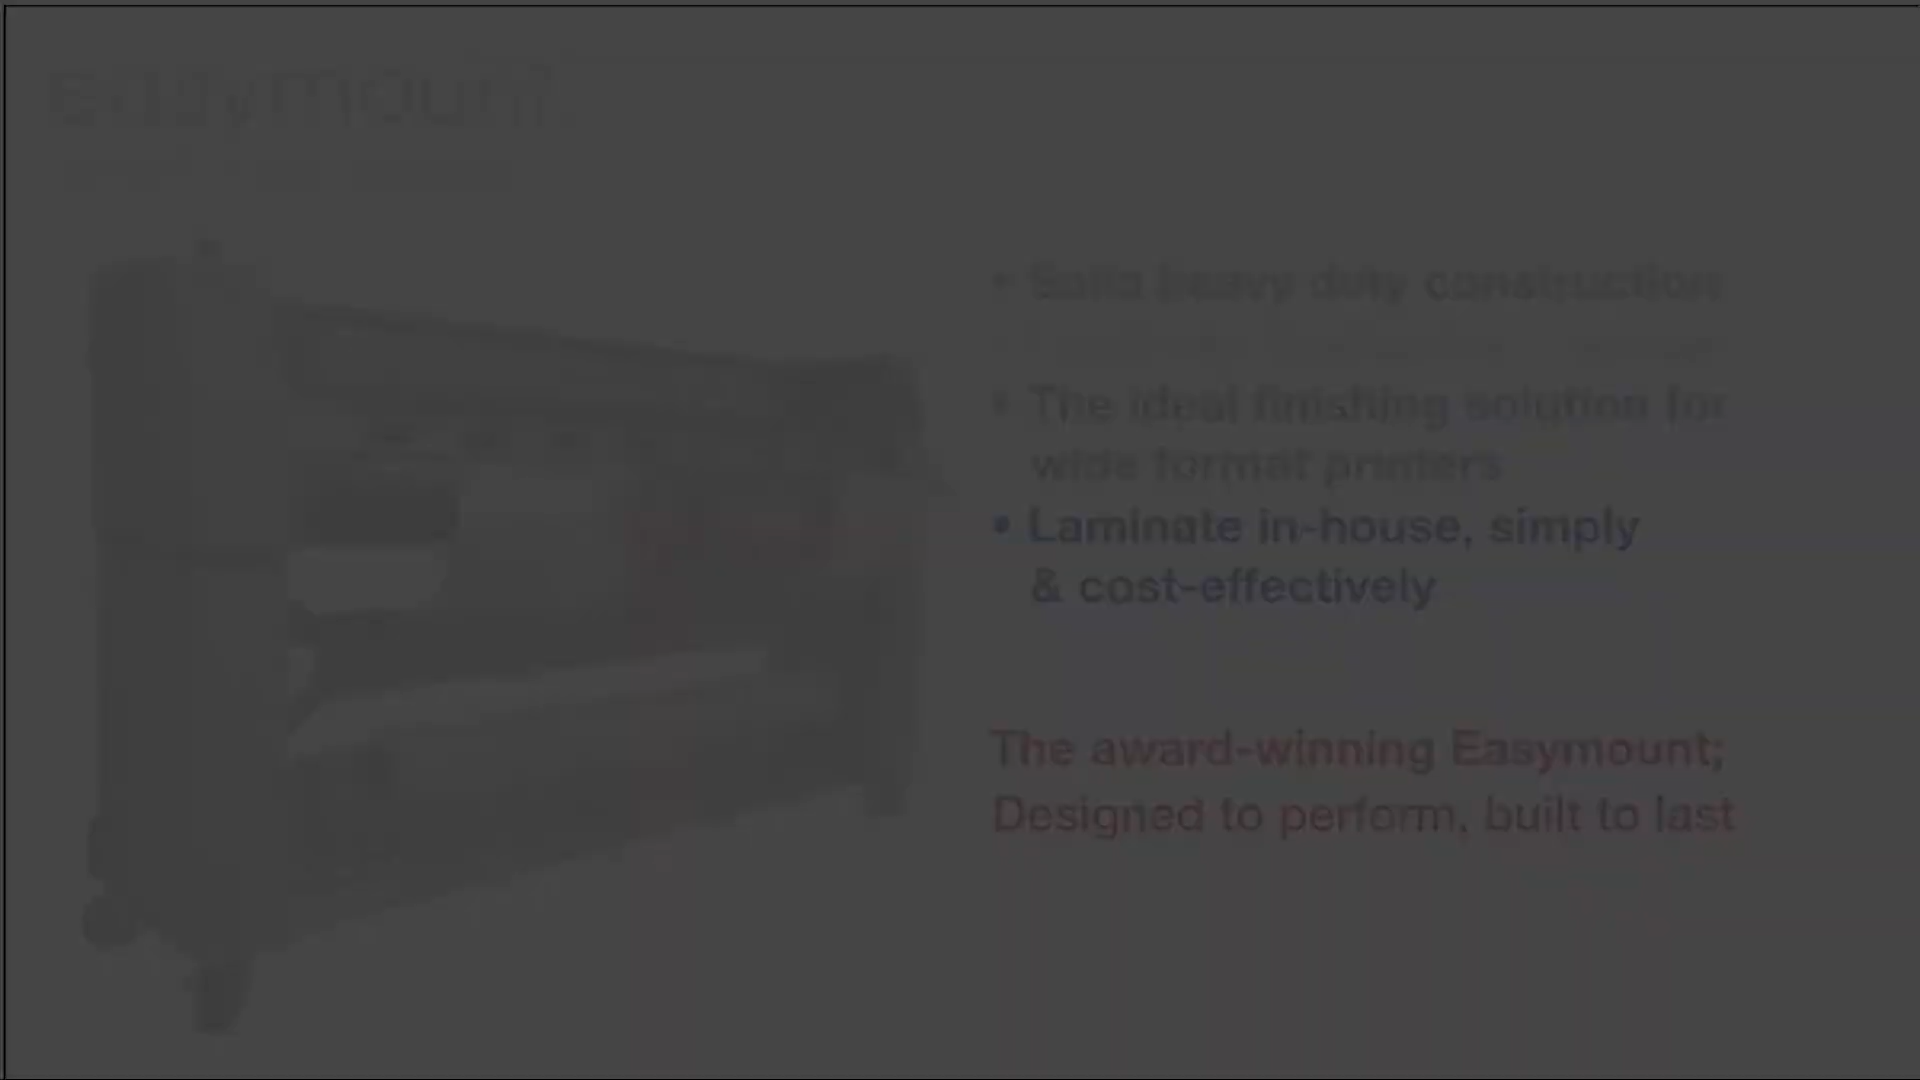 easymount
• Solid heavy duty construction
• The ideal finishing solution for
wide format printers
• Laminate in-house, simply
& cost-effectively
The award-winning Easymount;
Designed to perform, built to last